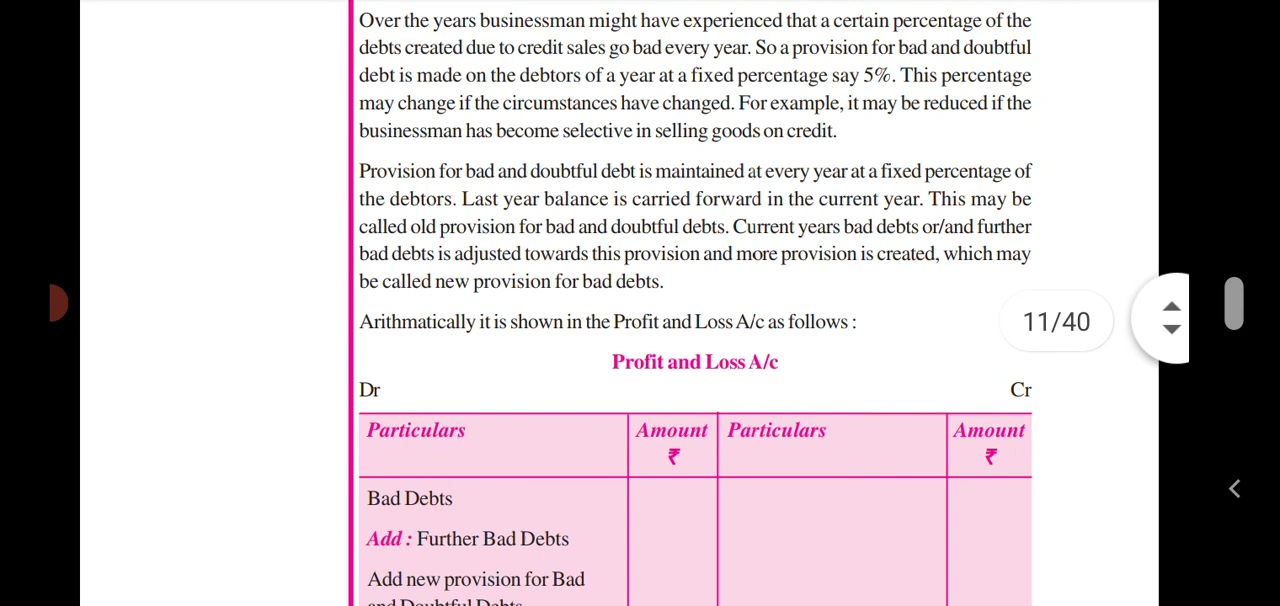 Over the years businessman might have experienced that a certain percentage of the
debts created due to credit sales go bad every year. So a provision for bad and doubtful
debt is made on the debtors of a year at a fixed percentage say 5%. This percentage
may change if the circumstances have changed. For example, it may be reduced if the
businessman has become selective in selling goods on credit.
Provision for bad and doubtful debt is maintained at every year at a fixed percentage of
the debtors. Last year balance is carried forward in the current year. This may be
called old provision for bad and doubtful debts. Current years bad debts or/and further
bad debts is adjusted towards this provision and more provision is created, which may
be called new provision for bad debts.
Arithmatically it is shown in the Profit and Loss A/c as follows :
11/40
Profit and Loss A/c
Dr Cr
Particulars Amount Particulars Amount
₹ ₹
Bad Debts
Add : Further Bad Debts
Add new provision for Bad
and Doubtful Debts